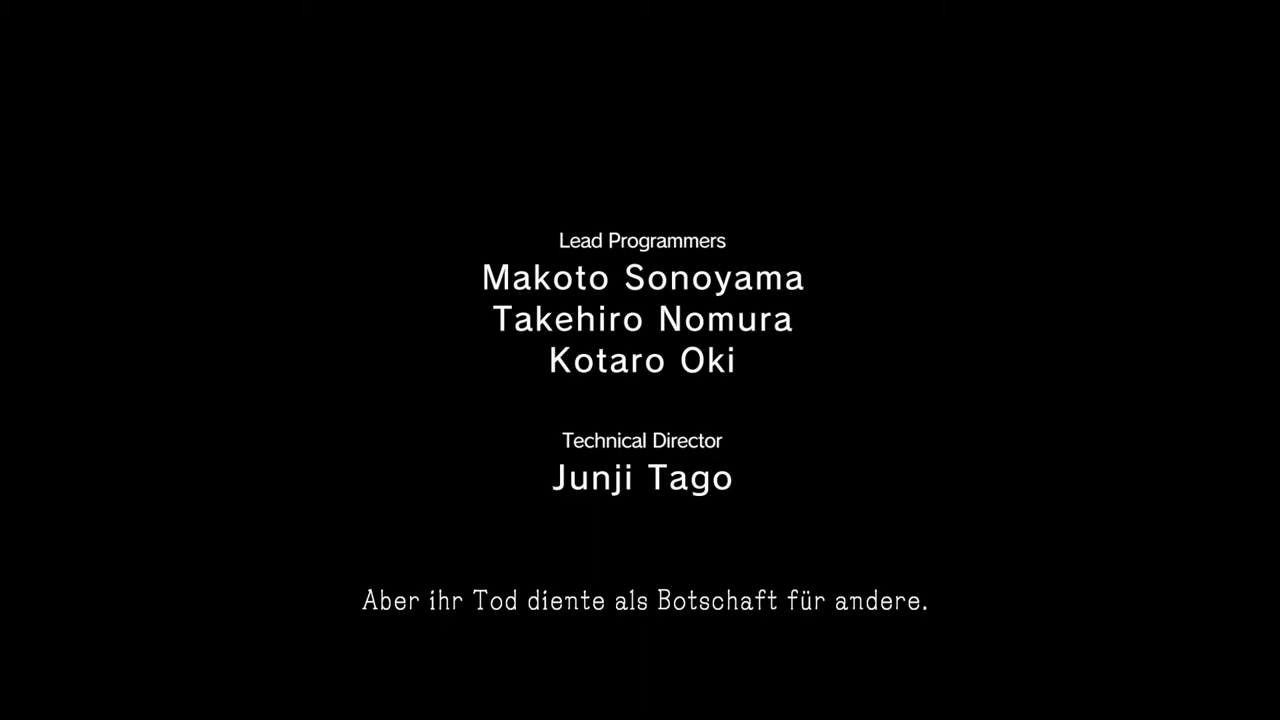 Lead Programmers
Makoto Sonoyama
Takehiro Nomura
Kotaro Oki
Technical Director
Junji Tago
Aber ihr Tod diente als Botschaft für andere.